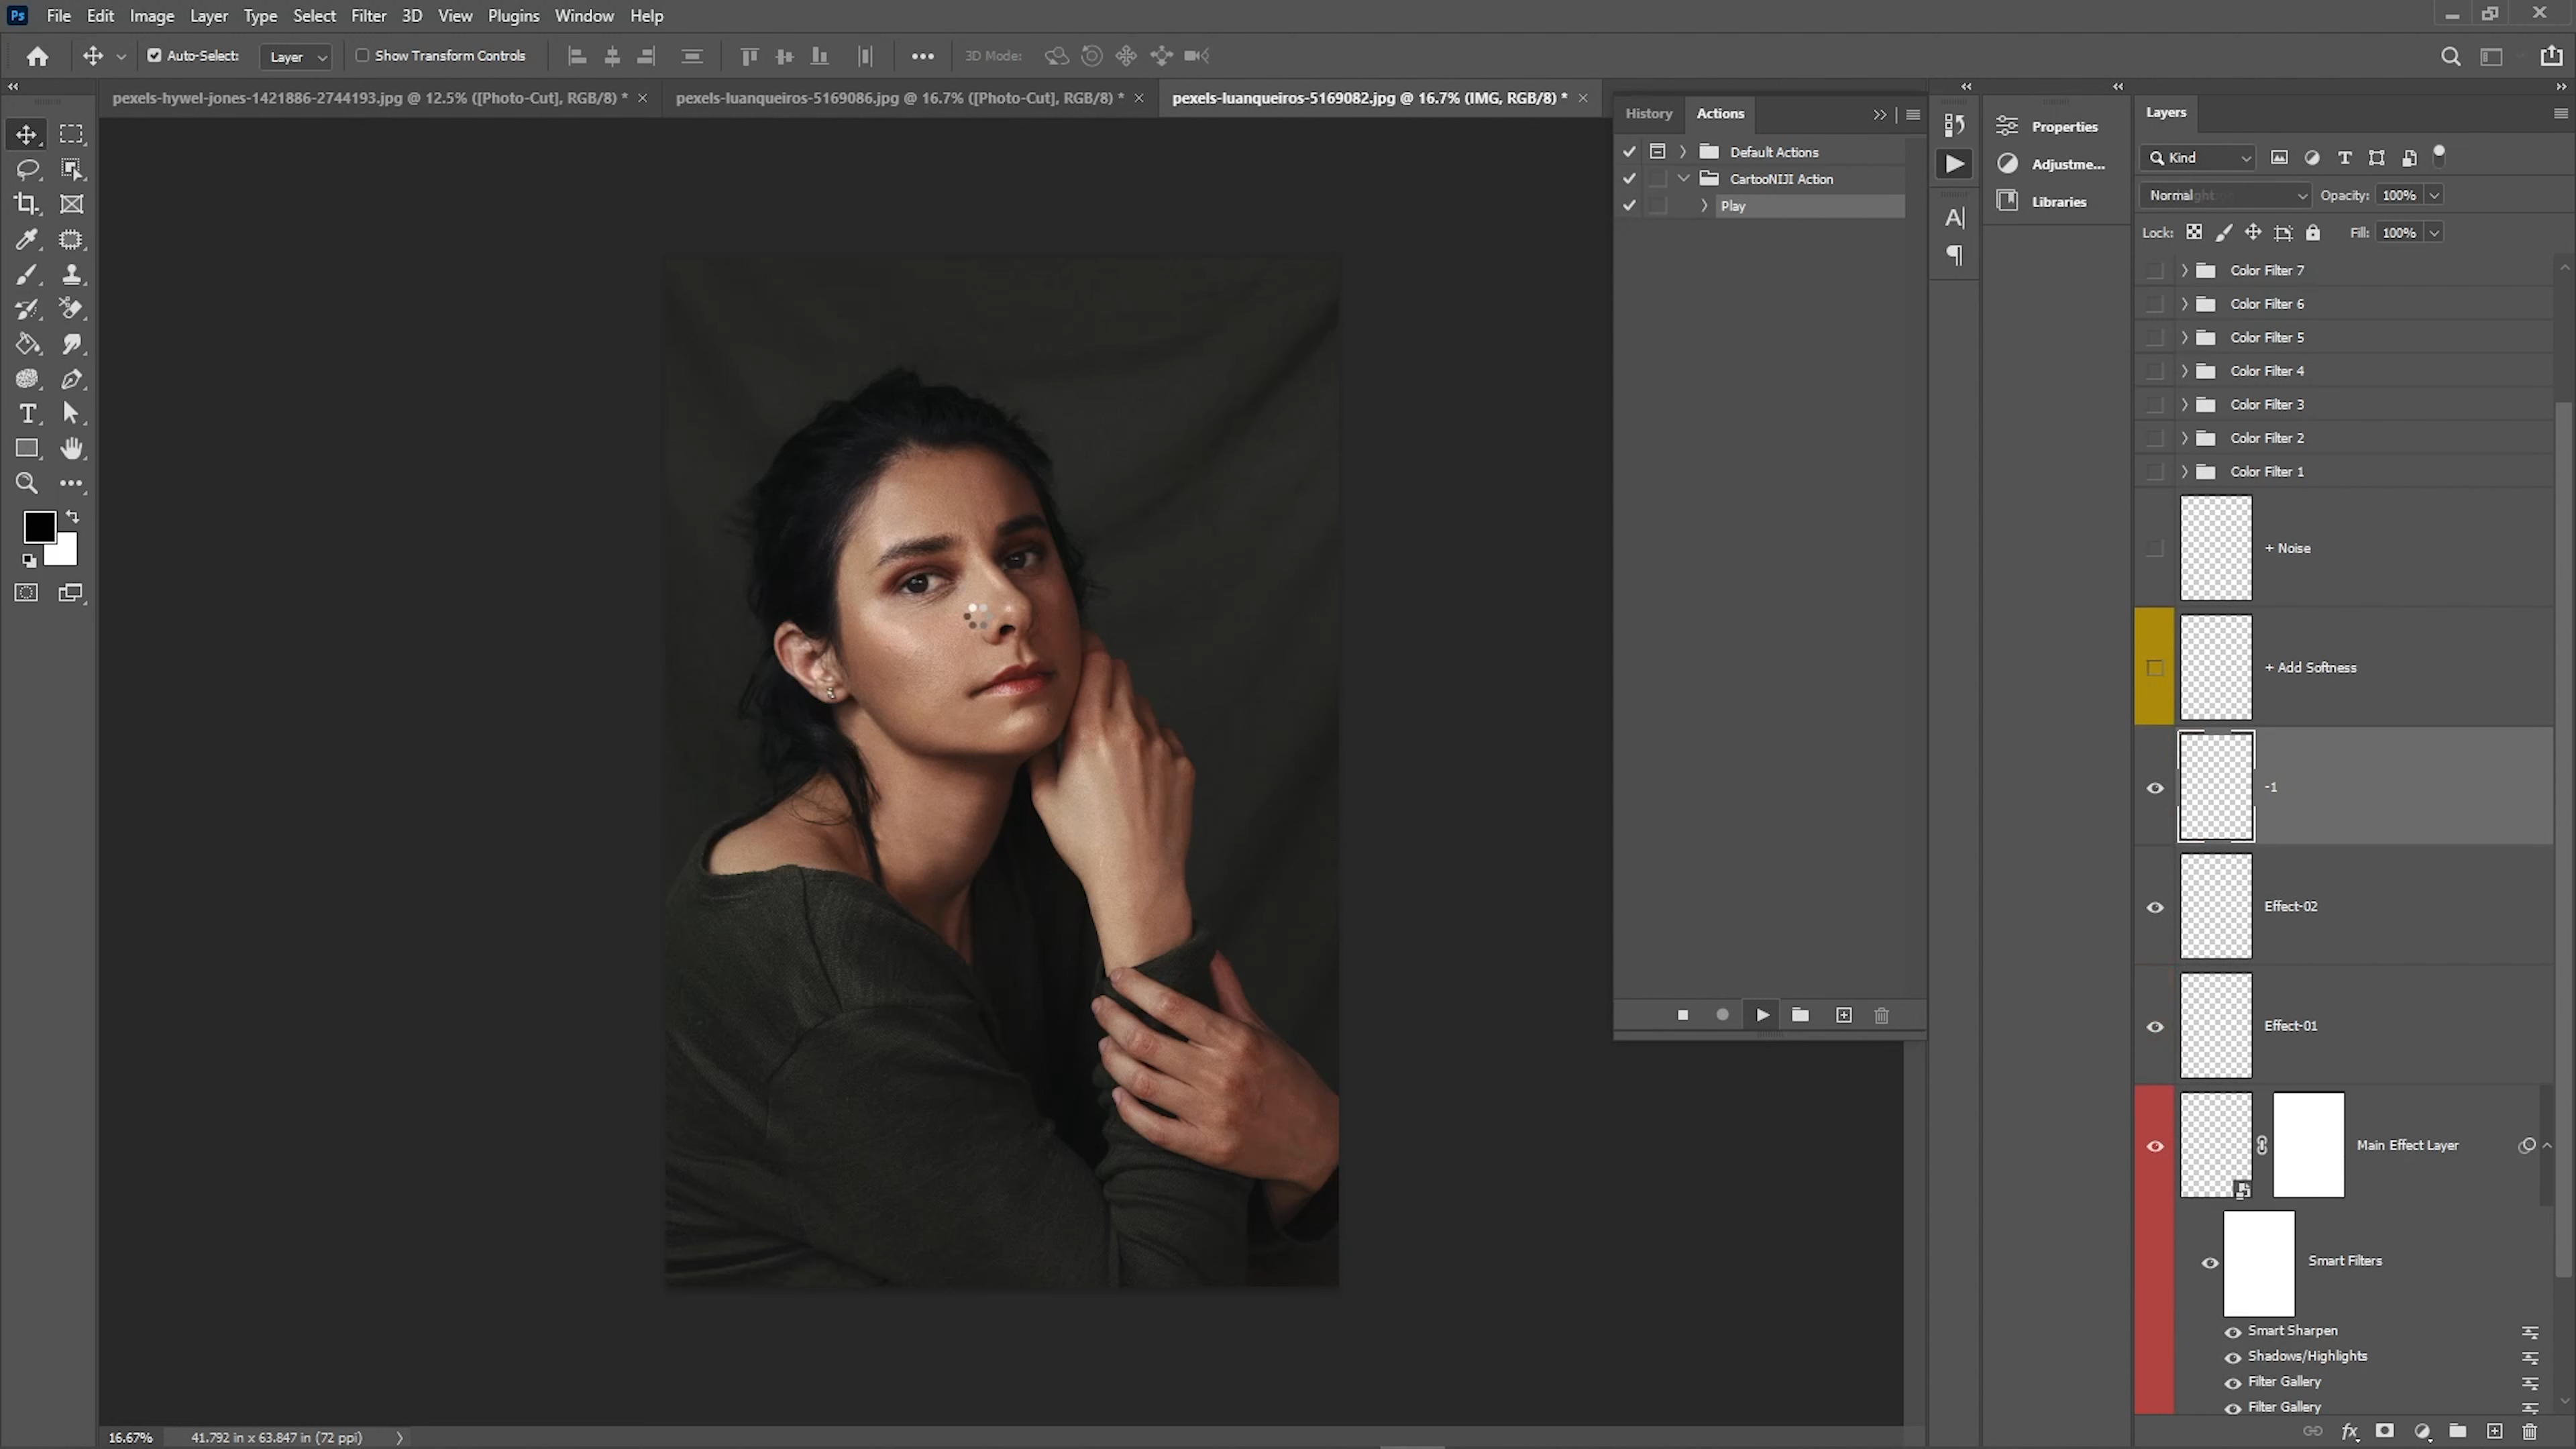 Ps File Edit Image Layer Type Select Filter 3D View Plugins Window Help
Auto-Select: Layer Show Transform Controls 3D Mode:
pexels-hywel-jones-1421886-2744193.jpg @ 12.5% ([Photo-Cut], RGB/8) *
pexels-luanqueiros-5169086.jpg @ 16.7% ([Photo-Cut], RGB/8) *
pexels-luanqueiros-5169082.jpg @ 16.7% (IMG, RGB/8) *
History Actions
Default Actions
CartooNIJI Action
Play
Properties
Adjustme...
Libraries
Layers
Kind
Normal Opacity: 100%
Lock: Fill: 100%
Color Filter 7
Color Filter 6
Color Filter 5
Color Filter 4
Color Filter 3
Color Filter 2
Color Filter 1
+ Noise
+ Add Softness
-1
Effect-02
Effect-01
Main Effect Layer
Smart Filters
Smart Sharpen
Shadows/Highlights
Filter Gallery
Filter Gallery
16.67% 41.792 in x 63.847 in (72 ppi)